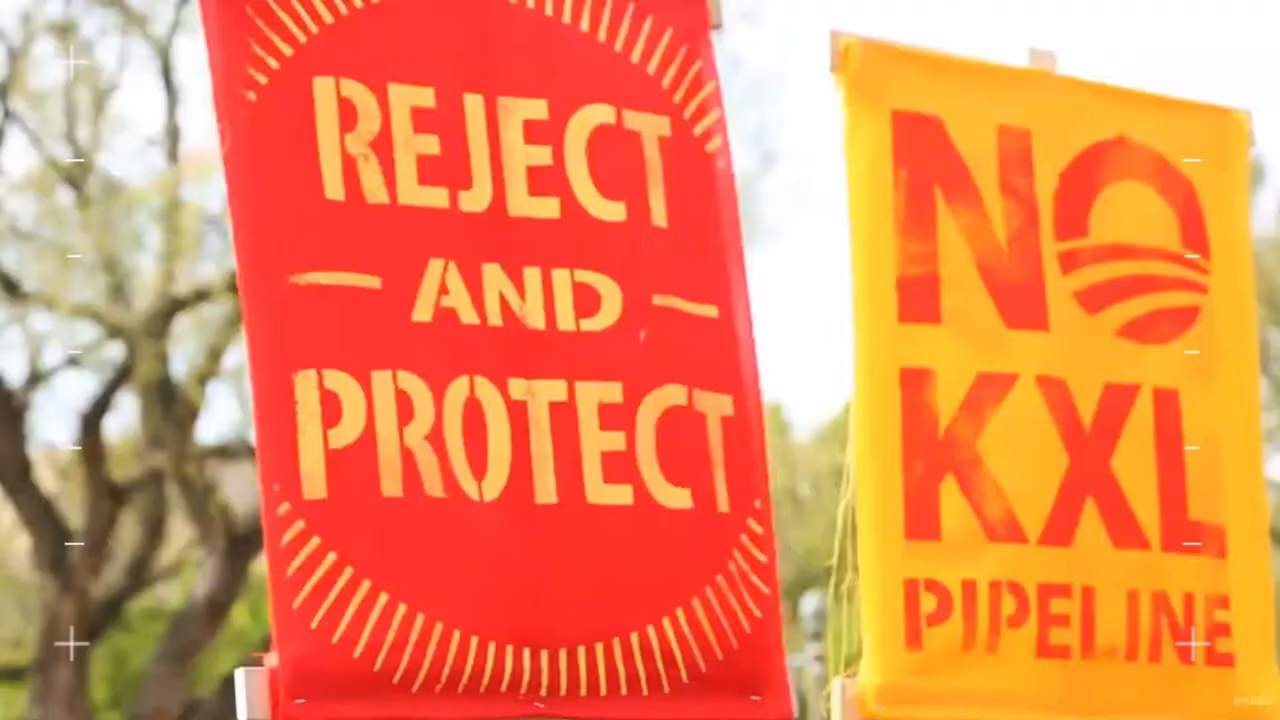 REJECT
AND
PROTECT
NO
KXL
PIPELINE